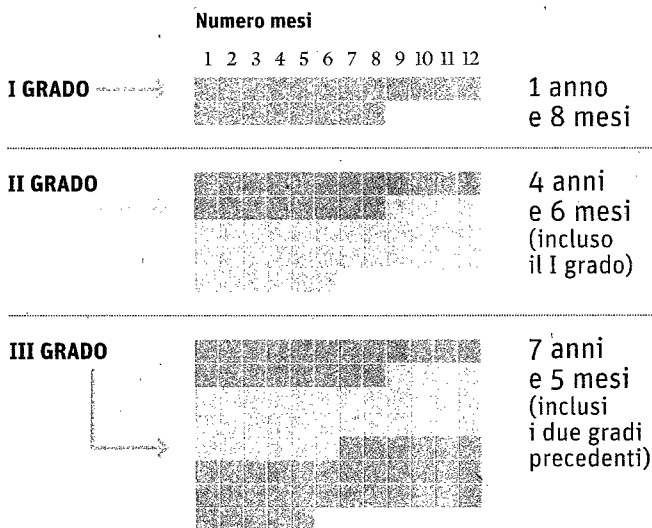 Numero mesi
1 2 3 4 5 6 7 8 9 10 11 12
I GRADO
1 anno
e 8 mesi
II GRADO
4 anni
e 6 mesi
(incluso
il I grado)
III GRADO
7 anni
e 5 mesi
(inclusi
i due gradi
precedenti)